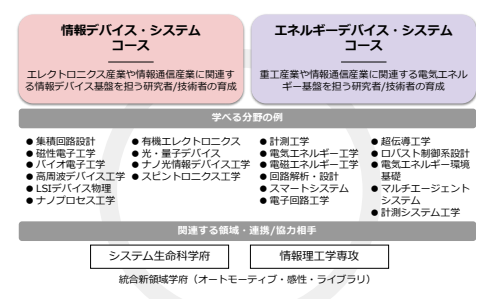 情報デバイス・システム
コース
エレクトロニクス産業や情報通信産業に関連す
る情報デバイス基盤を担う研究者/技術者の育成
エネルギーデバイス・システム
コース
重工産業や情報通信産業に関連する電気エネル
ギー基盤を担う研究者/技術者の育成
学べる分野の例
●集積回路設計
●磁性電子工学
●バイオ電子工学
●高周波デバイス工学
●LSIデバイス物理
●ナノプロセス工学
●有機エレクトロニクス
●光・量子デバイス
●ナノ光情報デバイス工学
●スピントロニクス工学
●計測工学
●電気エネルギー工学
●電磁エネルギー工学
●回路解析・設計
●スマートシステム
●電子回路工学
●超伝導工学
●ロバスト制御系設計
●電気エネルギー環境
基礎
●マルチエージェント
システム
●計測システム工学
関連する領域・連携/協力相手
システム生命科学府
情報理工学専攻
統合新領域学府（オートモーティブ・感性・ライブラリ）